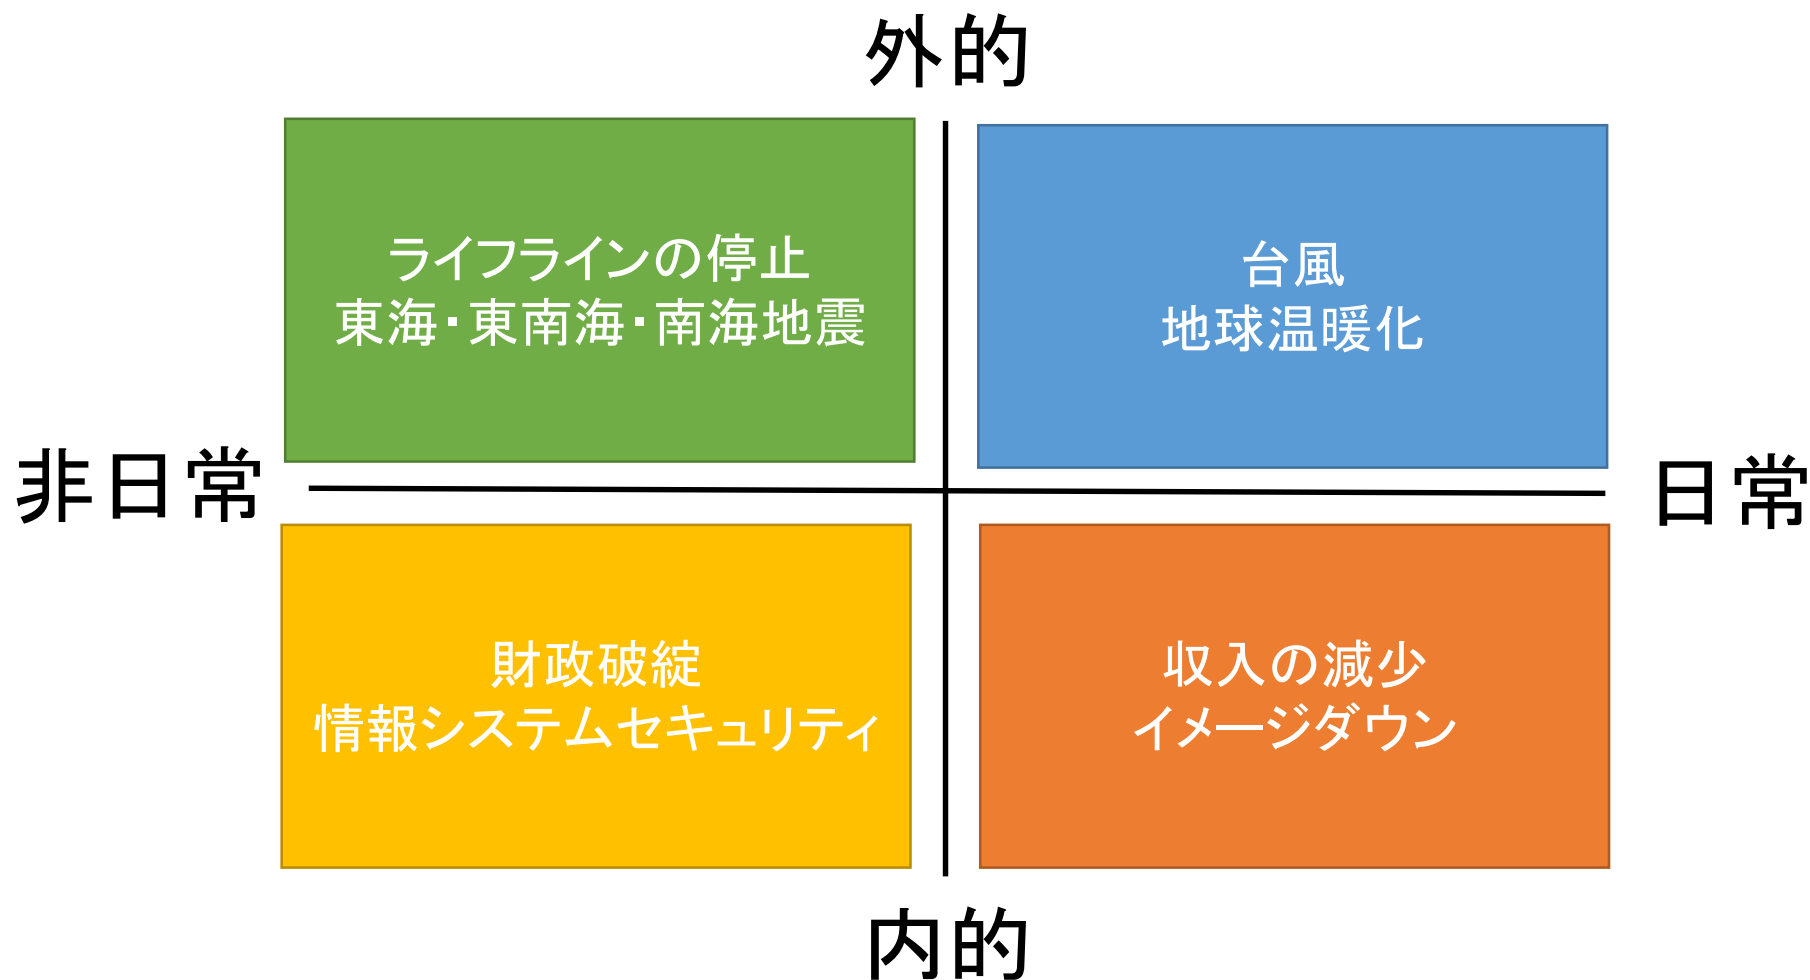 外的
ライフラインの停止
東海・東南海・南海地震
台風
地球温暖化
非日常
日常
財政破綻
情報システムセキュリティ
収入の減少
イメージダウン
内的